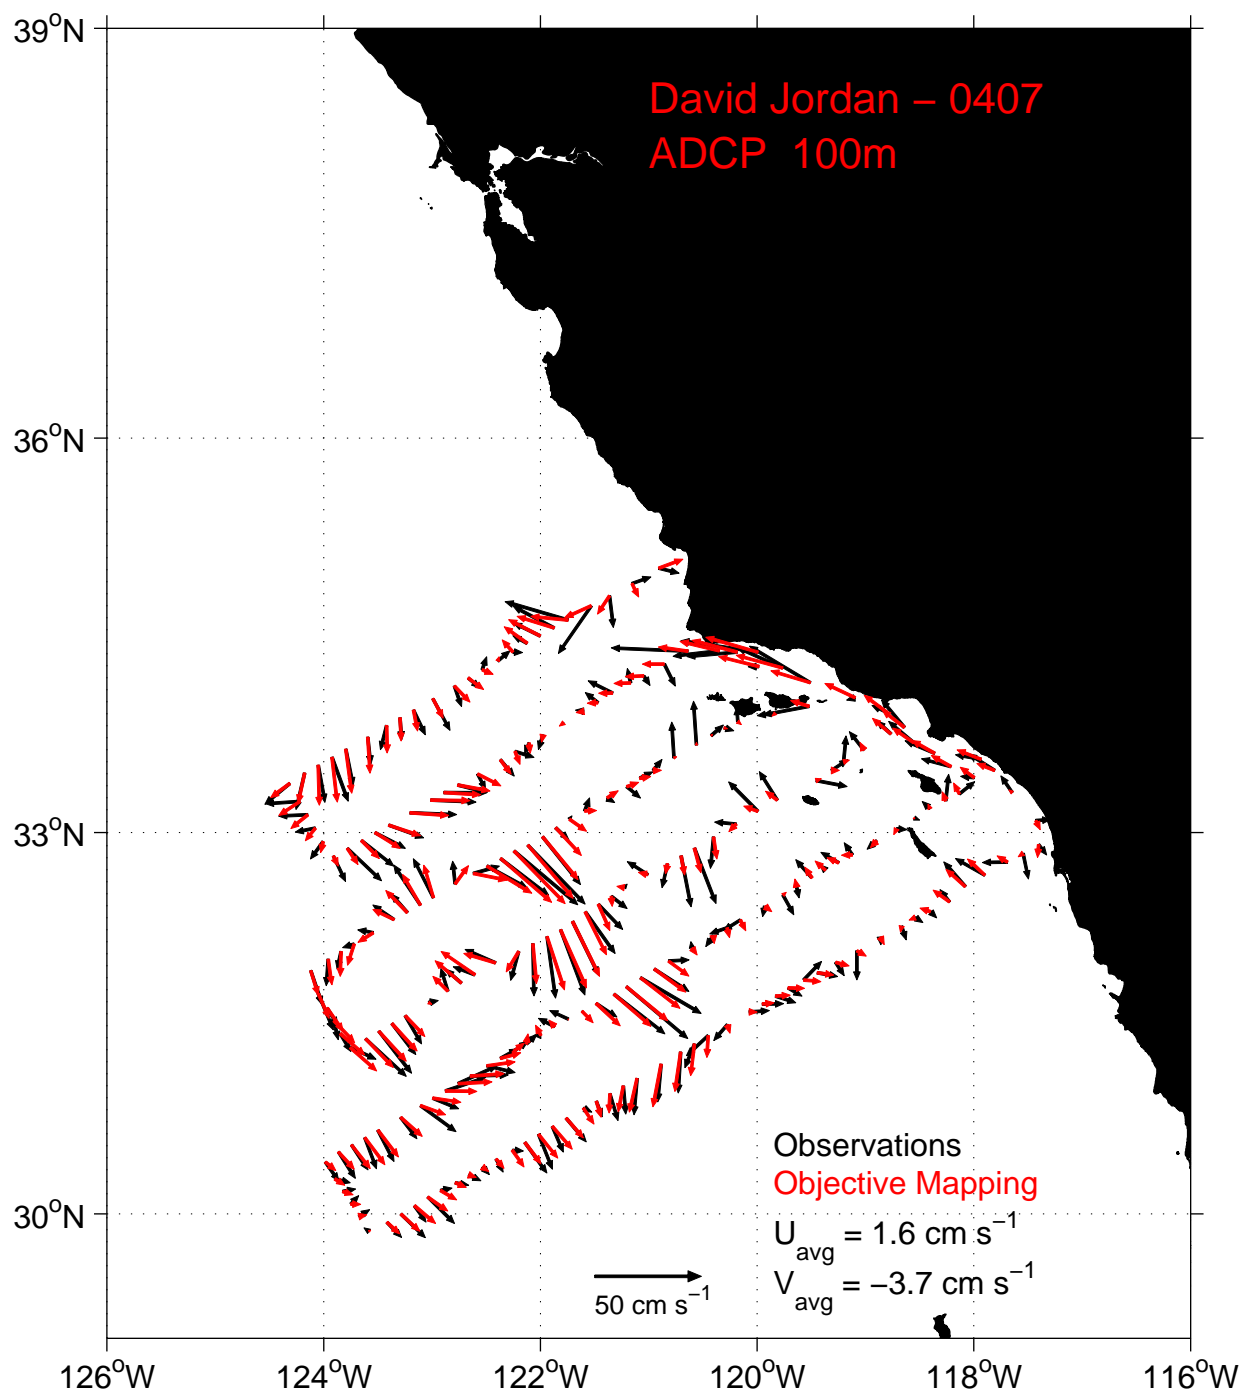 39°N
David Jordan – 0407
ADCP 100m
36°N
33°N
Observations
Objective Mapping
30°N
U_avg = 1.6 cm s⁻¹
V_avg = −3.7 cm s⁻¹
50 cm s⁻¹
126°W 124°W 122°W 120°W 118°W 116°W